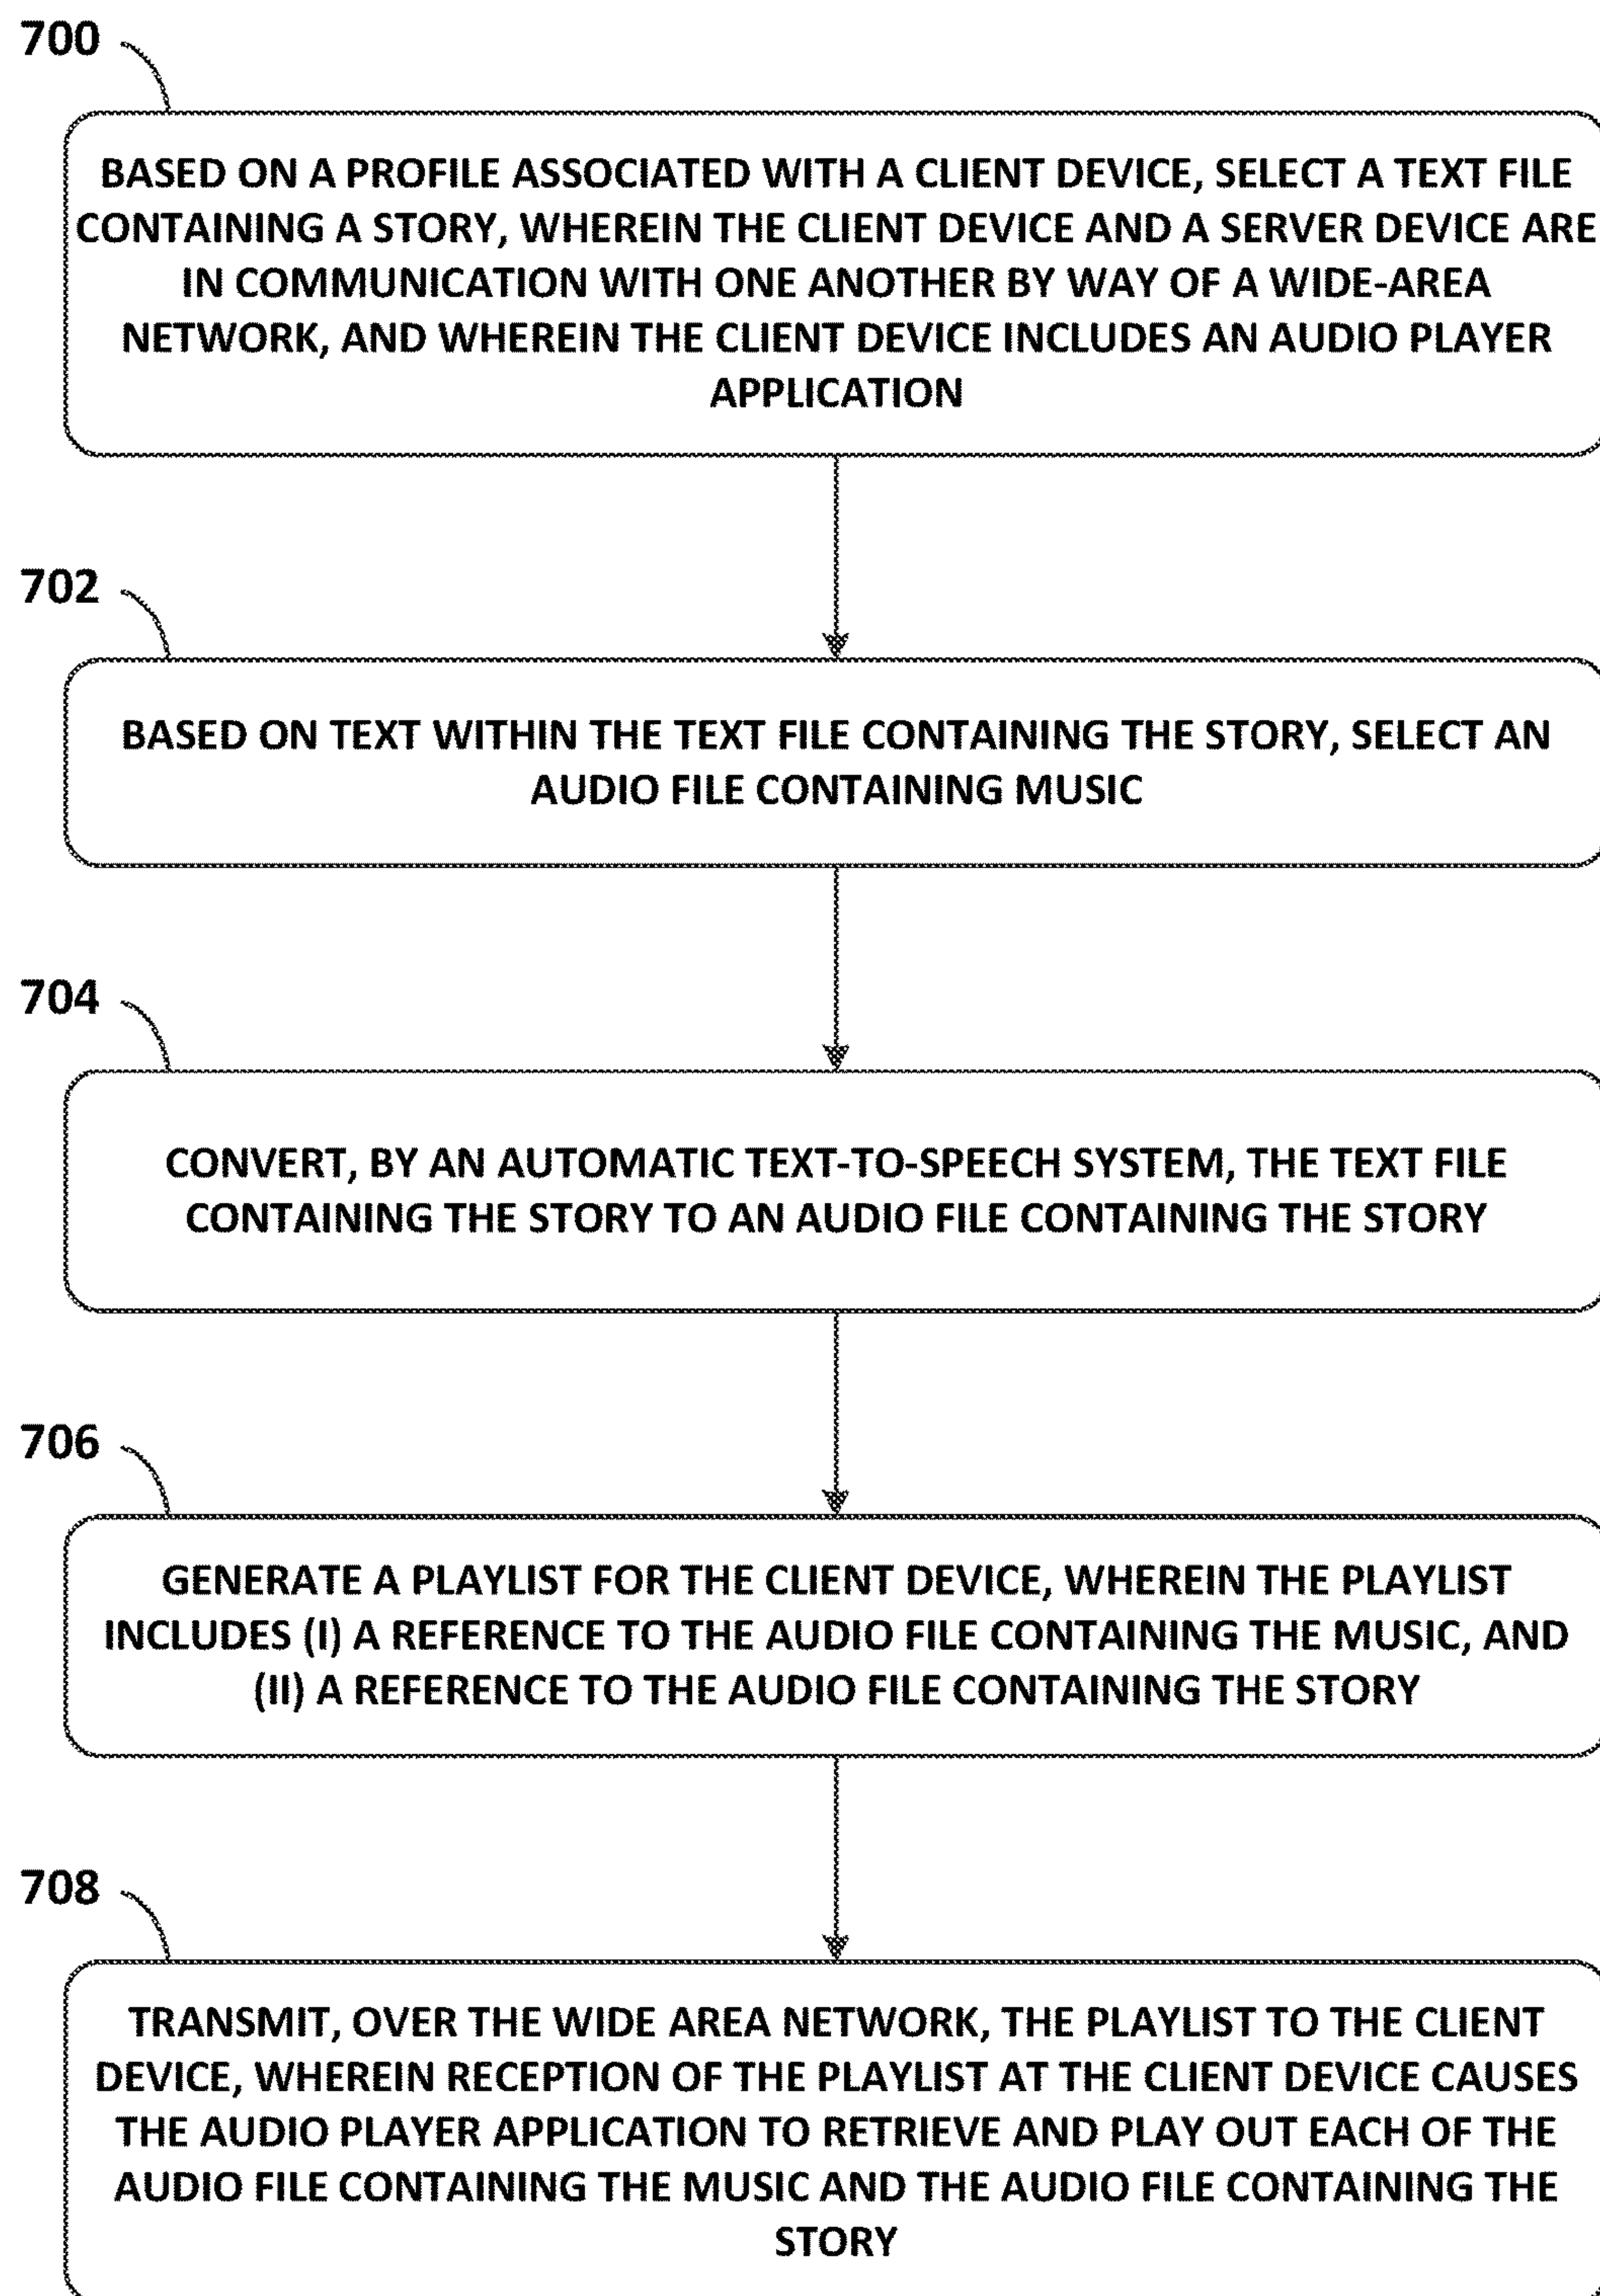 700
BASED ON A PROFILE ASSOCIATED WITH A CLIENT DEVICE, SELECT A TEXT FILE
CONTAINING A STORY, WHEREIN THE CLIENT DEVICE AND A SERVER DEVICE ARE
IN COMMUNICATION WITH ONE ANOTHER BY WAY OF A WIDE-AREA
NETWORK, AND WHEREIN THE CLIENT DEVICE INCLUDES AN AUDIO PLAYER
APPLICATION
702
BASED ON TEXT WITHIN THE TEXT FILE CONTAINING THE STORY, SELECT AN
AUDIO FILE CONTAINING MUSIC
704
CONVERT, BY AN AUTOMATIC TEXT-TO-SPEECH SYSTEM, THE TEXT FILE
CONTAINING THE STORY TO AN AUDIO FILE CONTAINING THE STORY
706
GENERATE A PLAYLIST FOR THE CLIENT DEVICE, WHEREIN THE PLAYLIST
INCLUDES (I) A REFERENCE TO THE AUDIO FILE CONTAINING THE MUSIC, AND
(II) A REFERENCE TO THE AUDIO FILE CONTAINING THE STORY
708
TRANSMIT, OVER THE WIDE AREA NETWORK, THE PLAYLIST TO THE CLIENT
DEVICE, WHEREIN RECEPTION OF THE PLAYLIST AT THE CLIENT DEVICE CAUSES
THE AUDIO PLAYER APPLICATION TO RETRIEVE AND PLAY OUT EACH OF THE
AUDIO FILE CONTAINING THE MUSIC AND THE AUDIO FILE CONTAINING THE
STORY